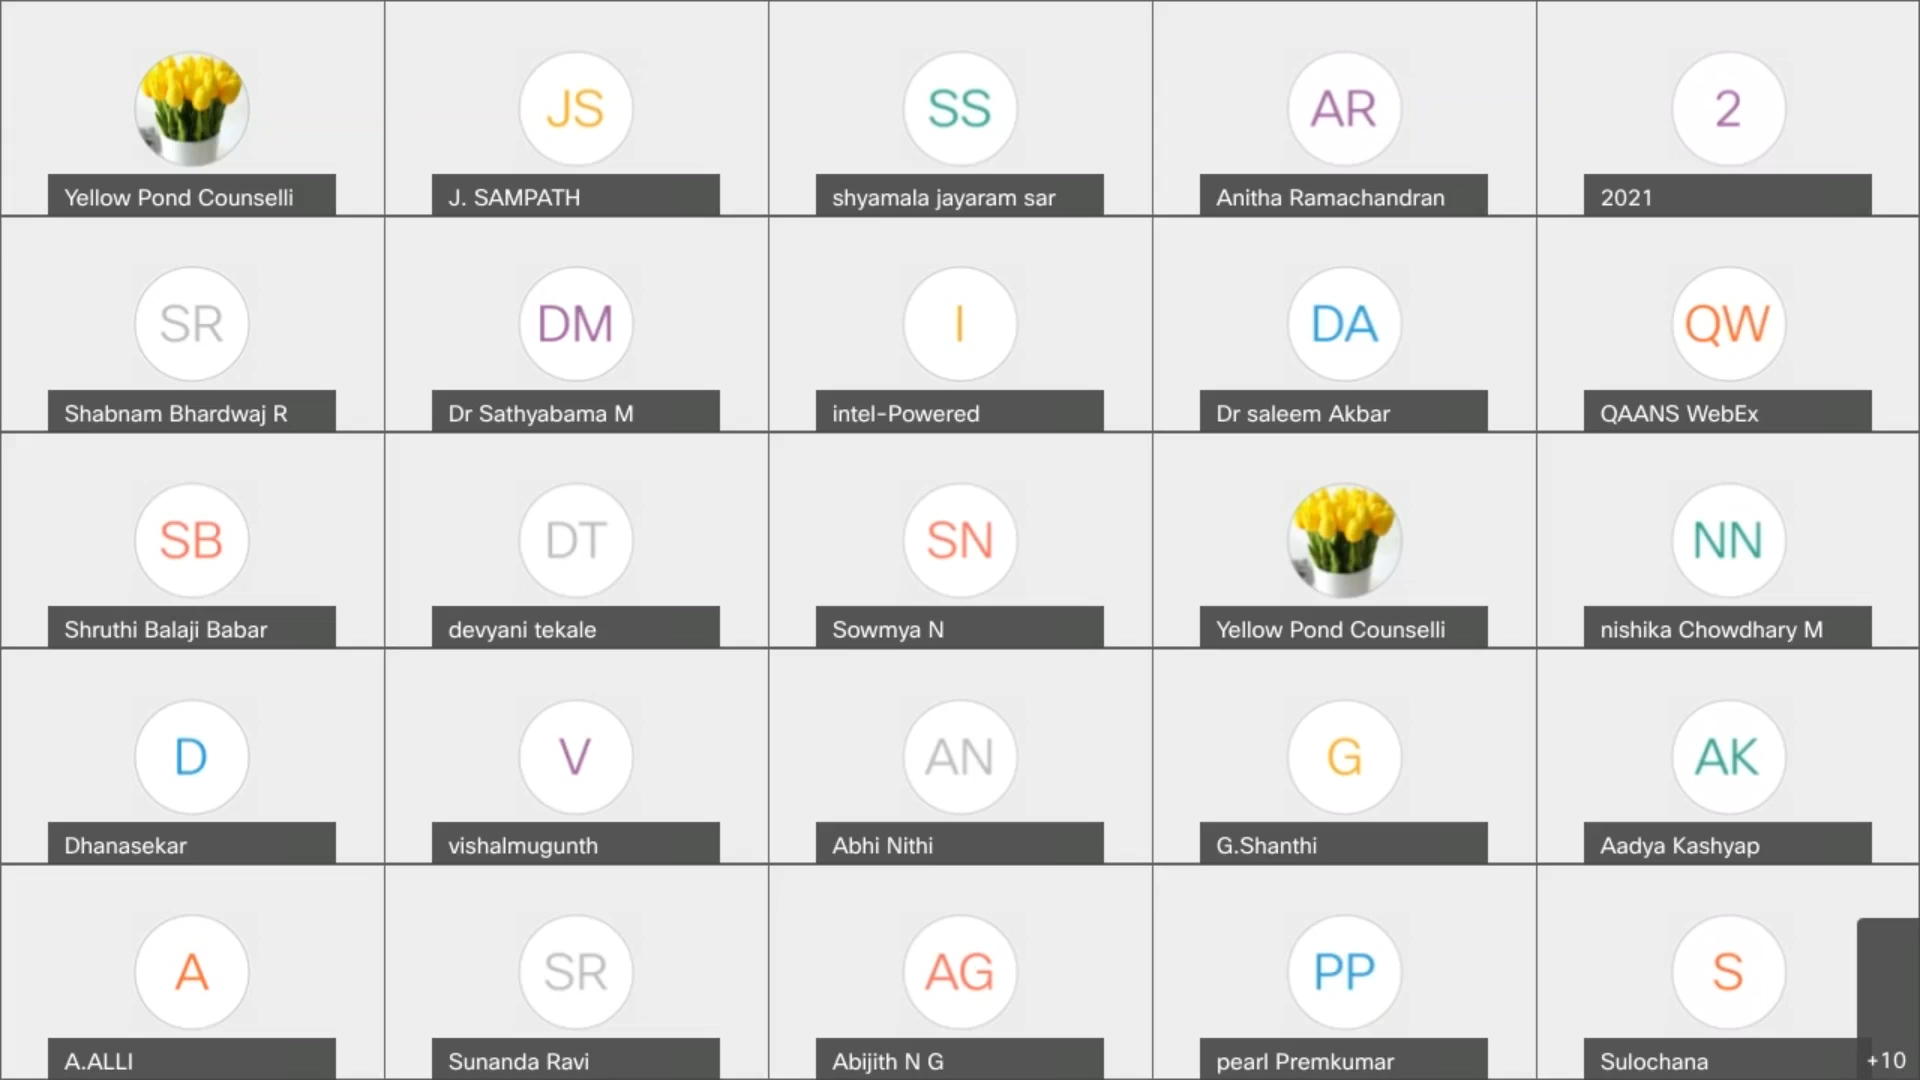 JS
SS
AR
2
Yellow Pond Counselli
J. SAMPATH
shyamala jayaram sar
Anitha Ramachandran
2021
SR
DM
I
DA
QW
Shabnam Bhardwaj R
Dr Sathyabama M
intel-Powered
Dr saleem Akbar
QAANS WebEx
SB
DT
SN
NN
Shruthi Balaji Babar
devyani tekale
Sowmya N
Yellow Pond Counselli
nishika Chowdhary M
D
V
AN
G
AK
Dhanasekar
vishalmugunth
Abhi Nithi
G.Shanthi
Aadya Kashyap
A
SR
AG
PP
S
A.ALLI
Sunanda Ravi
Abijith N G
pearl Premkumar
Sulochana
+10